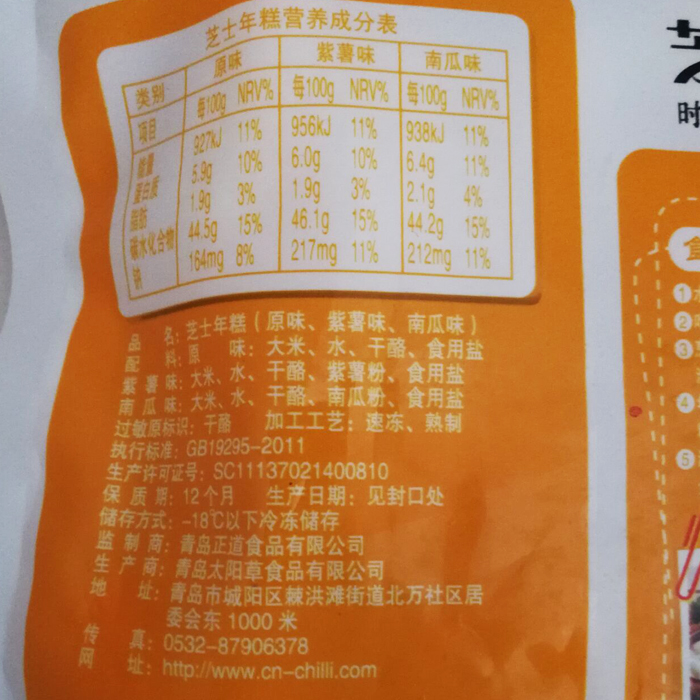 芝士年糕营养成分表
类别 原味 紫薯味 南瓜味
项目 每100g NRV% 每100g NRV% 每100g NRV%
能量 927kJ 11% 956kJ 11% 938kJ 11%
蛋白质 5.9g 10% 6.0g 10% 6.4g 11%
脂肪 1.9g 3% 1.9g 3% 2.1g 4%
碳水化合物 44.5g 15% 46.1g 15% 44.2g 15%
钠 164mg 8% 217mg 11% 212mg 11%
品 名：芝士年糕（原味、紫薯味、南瓜味）
配 料：原 味：大米、水、干酪、食用盐
紫薯味：大米、水、干酪、紫薯粉、食用盐
南瓜味：大米、水、干酪、南瓜粉、食用盐
过敏原标识：干酪 加工工艺：速冻、熟制
执行标准：GB19295-2011
生产许可证号：SC11137021400810
保质期：12个月 生产日期：见封口处
储存方式：-18℃以下冷冻储存
监制商：青岛正道食品有限公司
生产商：青岛太阳草食品有限公司
地 址：青岛市城阳区棘洪滩街道北万社区居
委会东 1000 米
传 真：0532-87906378
网 址：http://www.cn-chilli.com
时
食
1
2
3
4
5